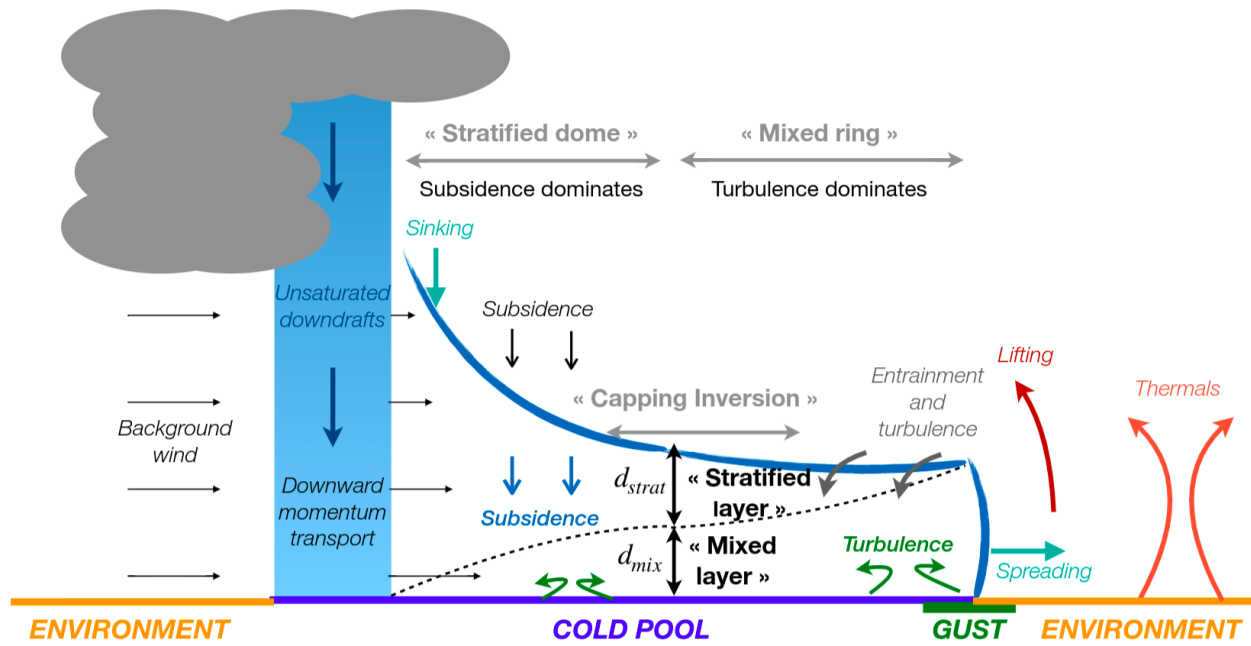 « Stratified dome »
« Mixed ring »
Subsidence dominates
Turbulence dominates
Sinking
Unsaturated
downdrafts
Subsidence
Lifting
Entrainment
and
turbulence
Thermals
« Capping Inversion »
Background
wind
d_strat
« Stratified
layer »
Downward
momentum
transport
Subsidence
d_mix
« Mixed
layer »
Turbulence
Spreading
ENVIRONMENT
COLD POOL
GUST
ENVIRONMENT